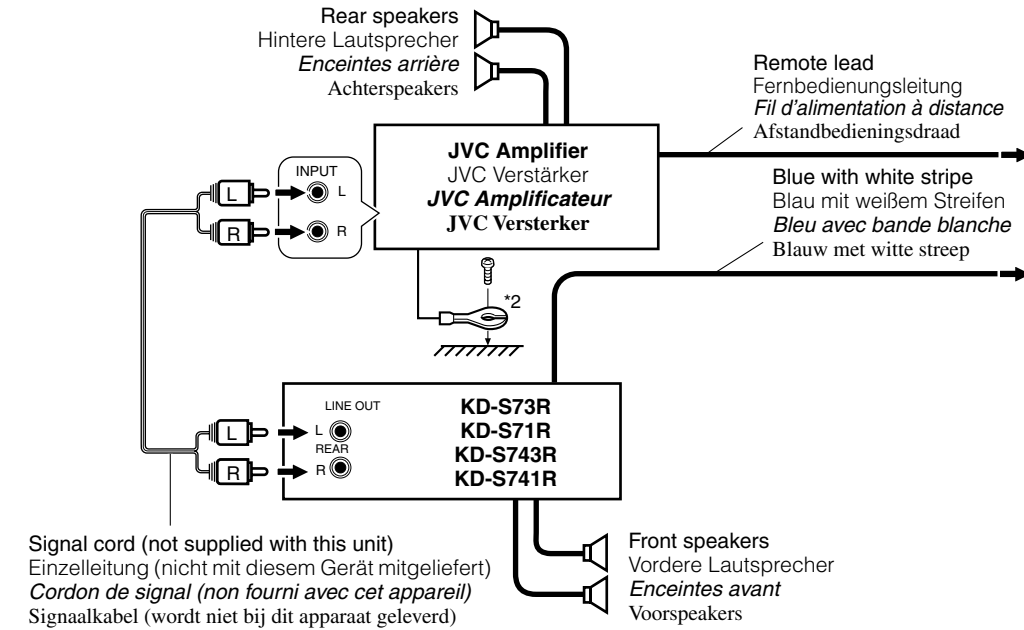 Rear speakers
Hintere Lautsprecher
Enceintes arrière
Achterspeakers
Remote lead
Fernbedienungsleitung
Fil d'alimentation à distance
Afstandbedieningsdraad
JVC Amplifier
JVC Verstärker
JVC Amplificateur
JVC Versterker
INPUT
L
L
R
R
Blue with white stripe
Blau mit weißem Streifen
Bleu avec bande blanche
Blauw met witte streep
*2
LINE OUT
L
L
REAR
R
R
KD-S73R
KD-S71R
KD-S743R
KD-S741R
Signal cord (not supplied with this unit)
Einzelleitung (nicht mit diesem Gerät mitgeliefert)
Cordon de signal (non fourni avec cet appareil)
Signaalkabel (wordt niet bij dit apparaat geleverd)
Front speakers
Vordere Lautsprecher
Enceintes avant
Voorspeakers